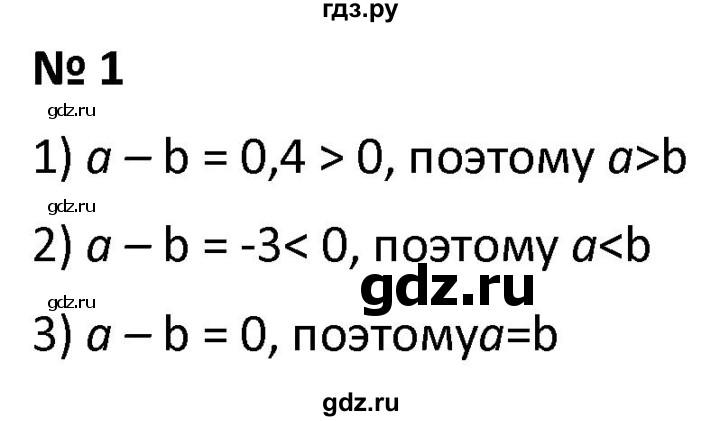 гдз.ру
№ 1
gdz.ru
1) a – b = 0,4 > 0, поэтому a>b
gdz.ru
2) a – b = -3< 0, поэтому a<b
gdz.ru
gdz.ru
3) a – b = 0, поэтомуa=b
gdz.ru